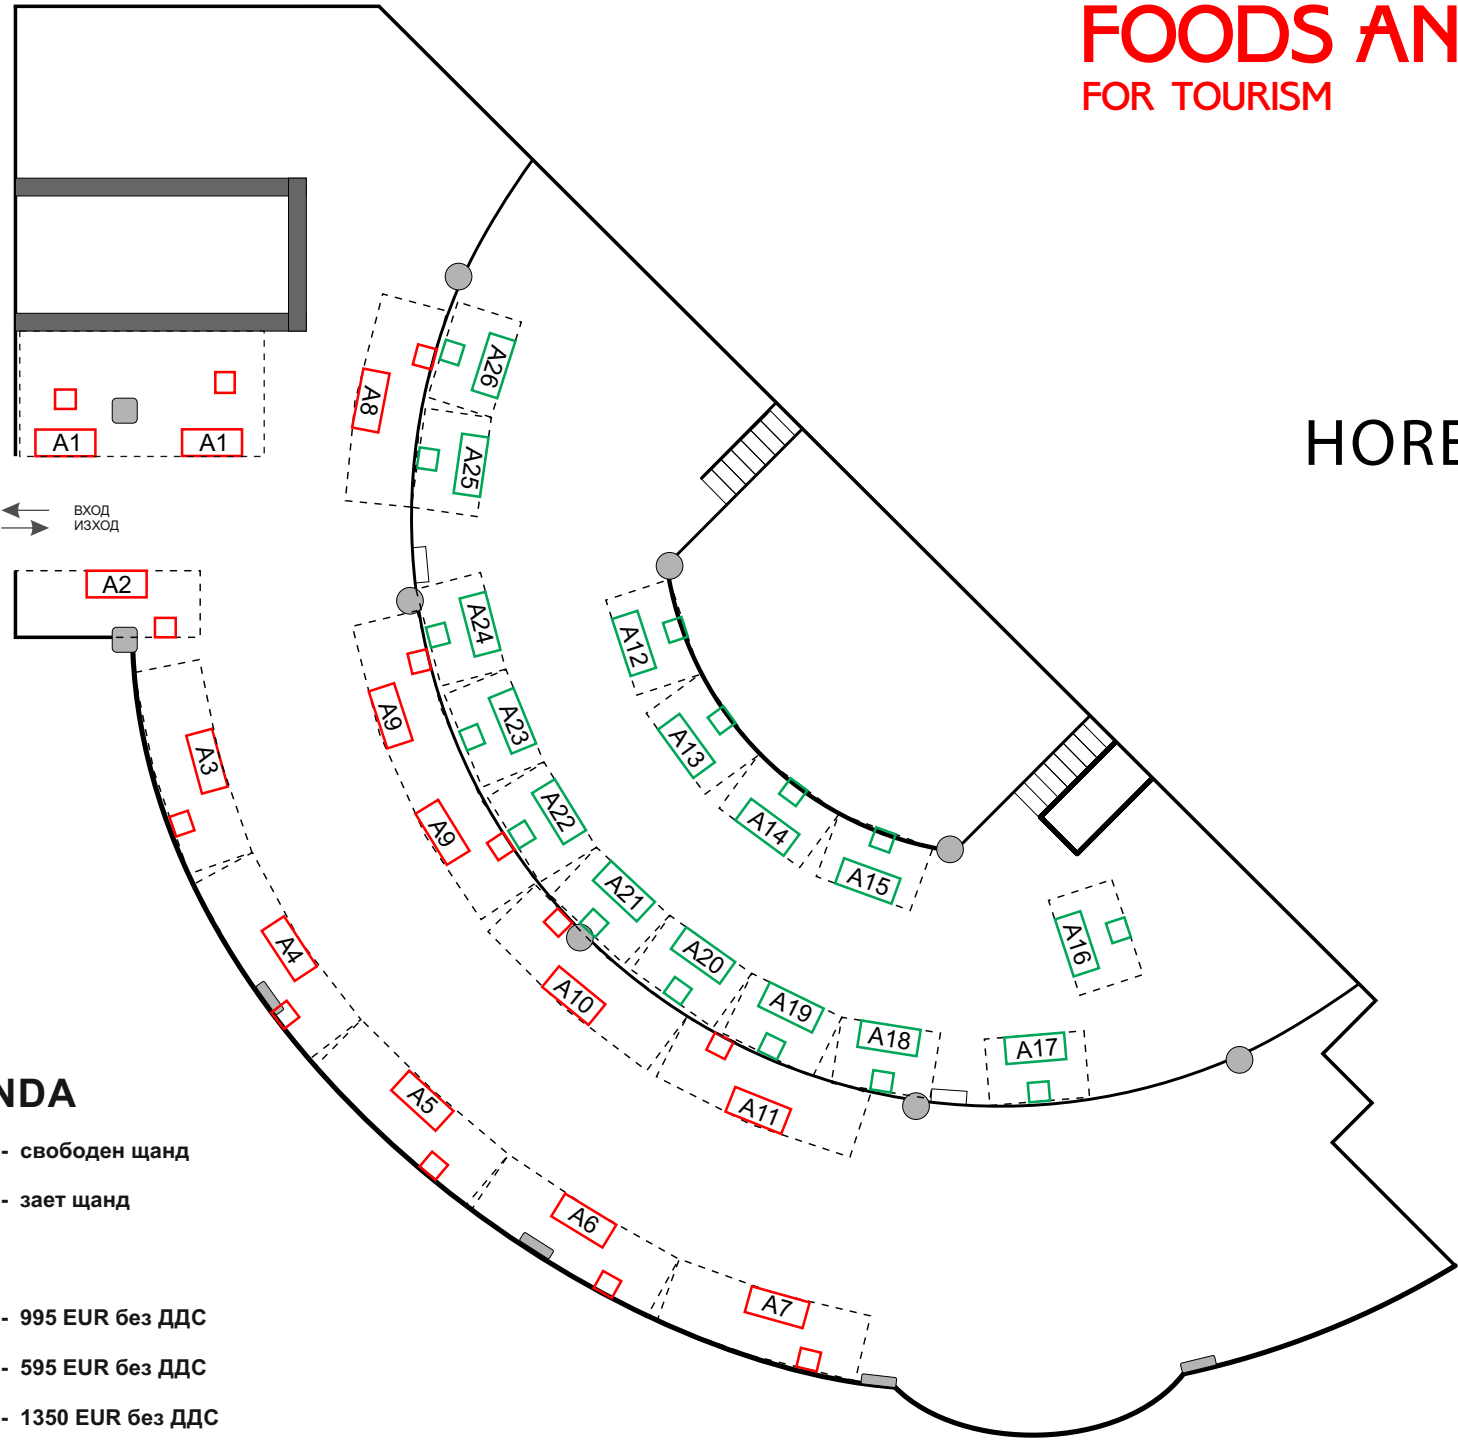 FOODS AN
FOR TOURISM
HORE
A26
A8
A25
A1
A1
ВХОД
ИЗХОД
A2
A24
A12
A23
A9
A13
A3
A22
A14
A9
A15
A21
A4
A20
A16
A10
A19
A18
A17
A5
A11
A6
A7
NDA
- свободен щанд
- зает щанд
- 995 EUR без ДДС
- 595 EUR без ДДС
- 1350 EUR без ДДС